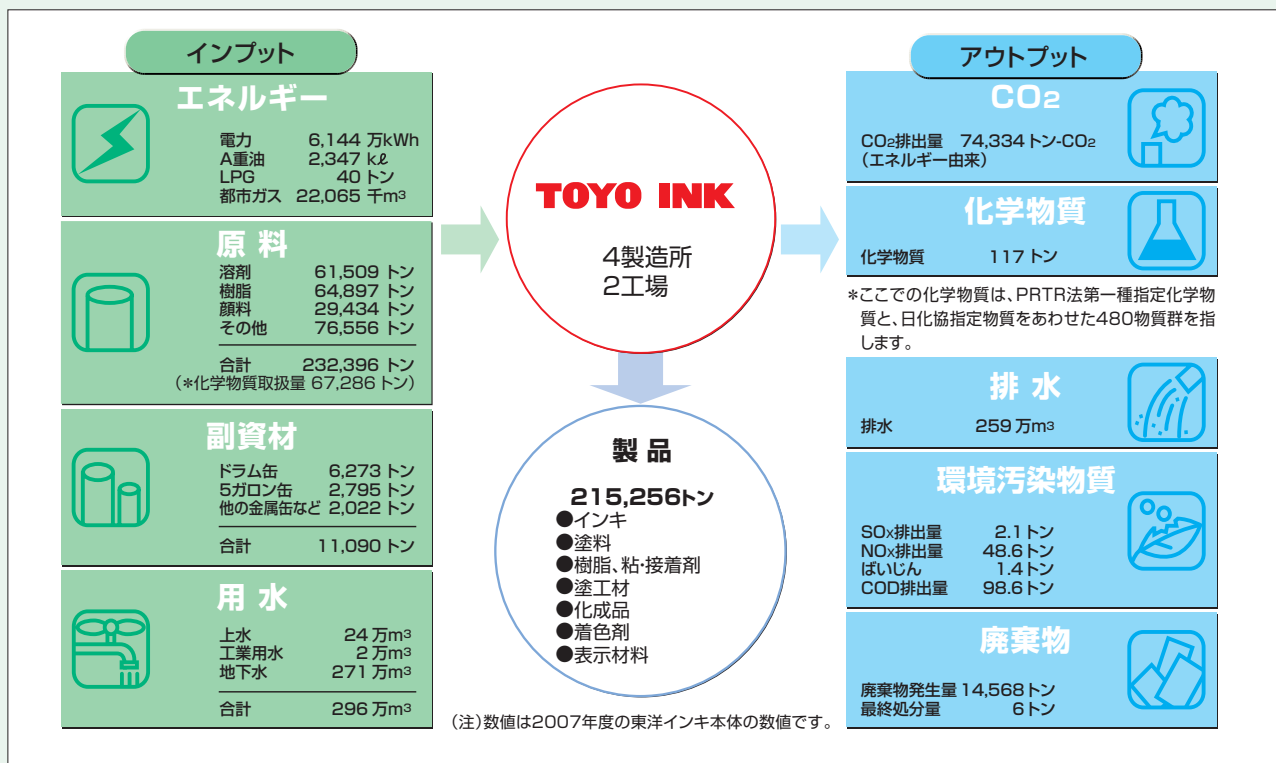 インプット
エネルギー
電力 6,144 万kWh
A重油 2,347 kℓ
LPG 40 トン
都市ガス 22,065 千m³
原 料
溶剤 61,509 トン
樹脂 64,897 トン
顔料 29,434 トン
その他 76,556 トン
合計 232,396 トン
(*化学物質取扱量 67,286 トン)
副資材
ドラム缶 6,273 トン
5ガロン缶 2,795 トン
他の金属缶など 2,022 トン
合計 11,090 トン
用 水
上水 24 万m³
工業用水 2 万m³
地下水 271 万m³
合計 296 万m³
TOYO INK
4製造所
2工場
製 品
215,256トン
●インキ
●塗料
●樹脂、粘・接着剤
●塗工材
●化成品
●着色剤
●表示材料
(注)数値は2007年度の東洋インキ本体の数値です。
アウトプット
CO₂
CO₂排出量 74,334 トン-CO₂
(エネルギー由来)
化学物質
化学物質 117 トン
*ここでの化学物質は、PRTR法第一種指定化学物
質と、日化協指定物質をあわせた480物質群を指
します。
排 水
排水 259 万m³
環境汚染物質
SOx排出量 2.1 トン
NOx排出量 48.6 トン
ばいじん 1.4 トン
COD排出量 98.6 トン
廃棄物
廃棄物発生量 14,568 トン
最終処分量 6 トン